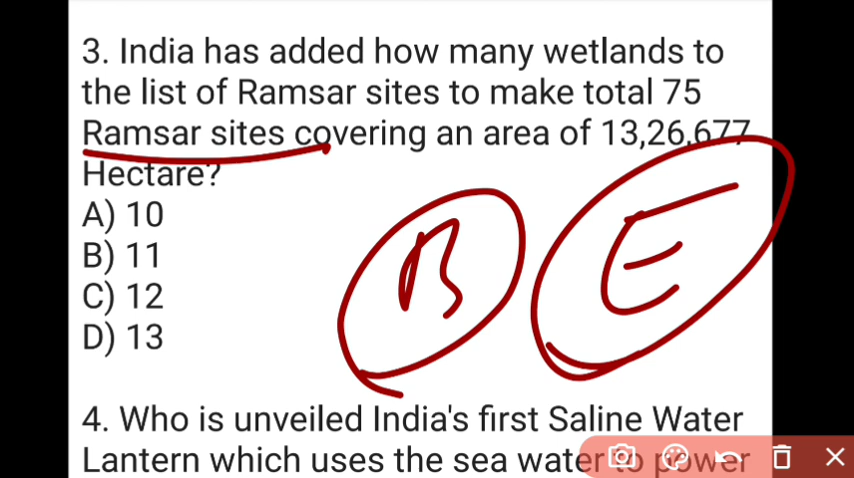 3. India has added how many wetlands to
the list of Ramsar sites to make total 75
Ramsar sites covering an area of 13,26,677
Hectare?
A) 10
B) 11
C) 12
D) 13
B E
4. Who is unveiled India's first Saline Water
Lantern which uses the sea water to power